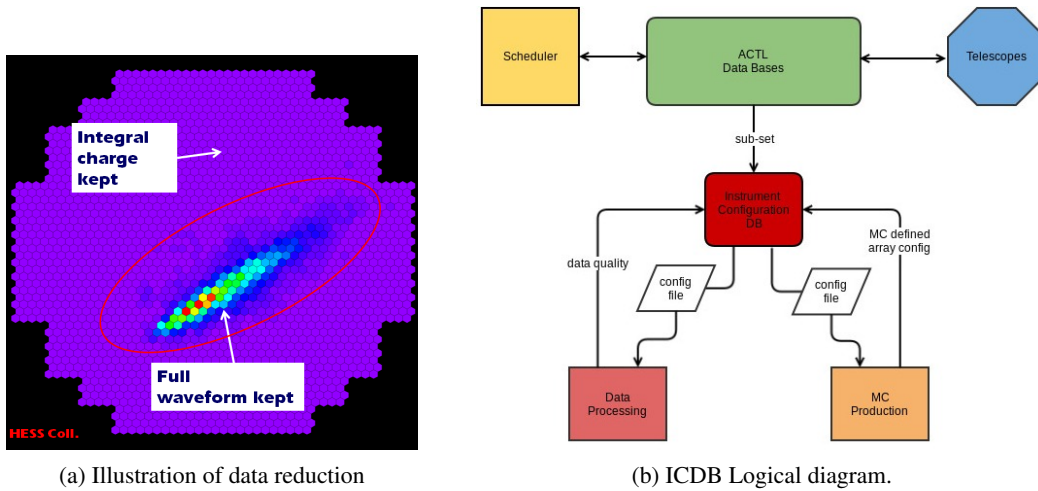 Integral
charge
kept
Full
waveform kept
HESS Coll.
(a) Illustration of data reduction
Scheduler
ACTL
Data Bases
Telescopes
sub-set
Instrument
Configuration
DB
data quality
MC defined
array config
config
file
config
file
Data
Processing
MC
Production
(b) ICDB Logical diagram.